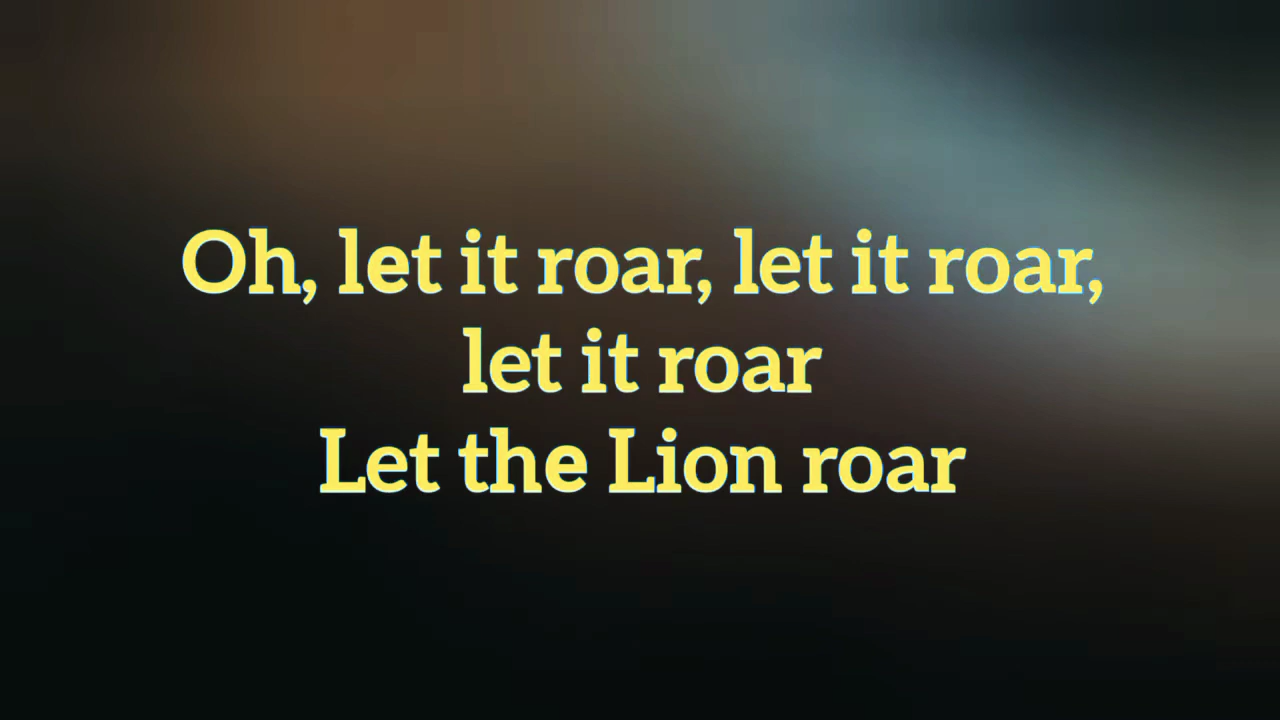 Oh, let it roar, let it roar,
let it roar
Let the Lion roar